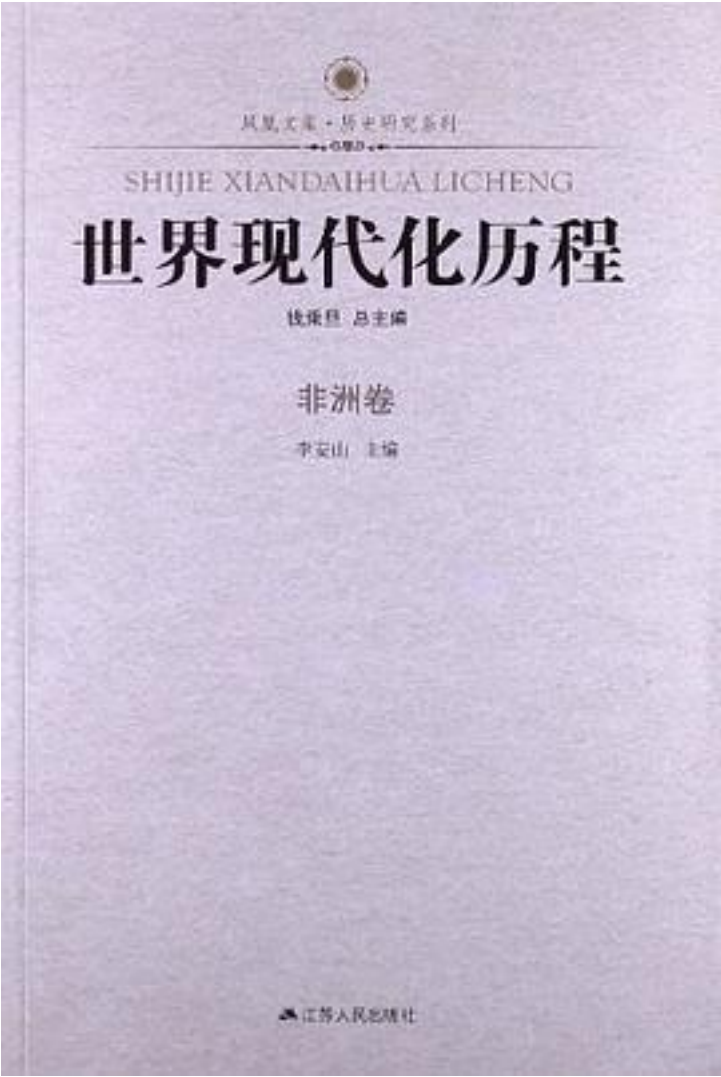 凤凰文库·历史研究系列
SHIJIE XIANDAIHUA LICHENG
世界现代化历程
钱乘旦 总主编
非洲卷
李安山 主编
江苏人民出版社